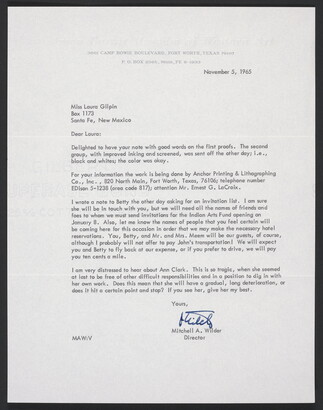 CAMP BOWIE BOULEVARD, FORT WORTH, TEXAS
P. O. BOX
November 5, 1968
Miss Laura Gilpin
Box 1173
Santa Fe, New Mexico
Dear Laura:
Delighted to have your note with good words on the first proofs. The second
group, with improved inking and screened, was sent off the other day; i.e.,
black and whites; the color was okay.
For your information the work is being done by Anchor Printing & Lithographing
Co., Inc., 820 North Main, Fort Worth, Texas, 76106; telephone number
EDison 5-1238 (area code 817); attention Mr. Ernest G. LaCroix.
I wrote a note to Betty the other day asking for an invitation list. I am sure
she will be in touch with you, but we will need all the names of friends and
foes to whom we must send invitations for the Indian Arts Fund opening on
January 8. Also, let me know the names of people that you feel certain will
be coming here for this occasion in order that we may make the necessary hotel
reservations. You, Betty, and Mr. and Mrs. Maem will be our guests, of course,
although I probably will not offer to pay John's transportation! We will expect
you and Betty to fly back at our expense, or if you prefer to drive, we will pay
you ten cents a mile.
I am very distressed to hear about Ann Clark. This is so tragic, when she seemed
at last to be free of other difficult responsibilities and in a position to dig in with
her own work. Does this mean that she will have a gradual, long deterioration, or
does it hit a certain point and stop? If you see her, give her my best.
Yours,
Mitch
Mitchell A. Wilder
Director
MAW:V